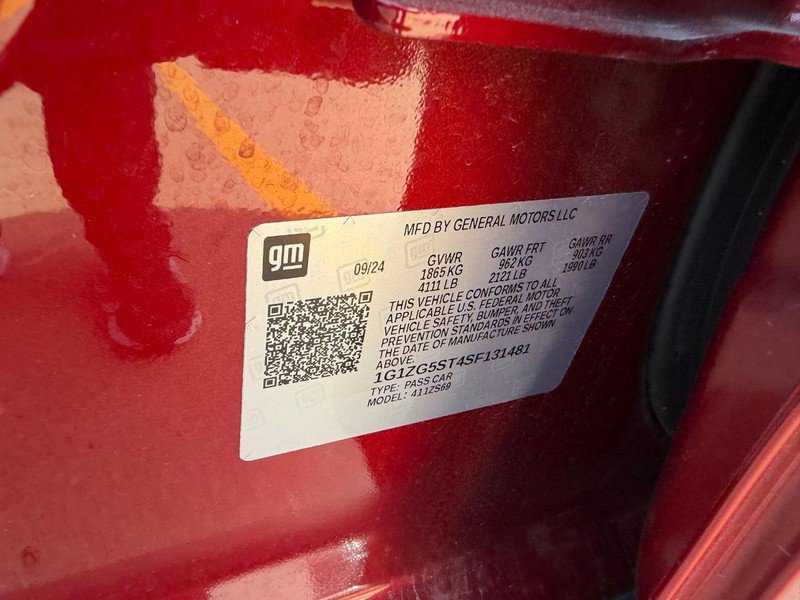 MFD BY GENERAL MOTORS LLC
gm
09/24
GVWR GAWR FRT GAWR RR
1865 KG 962 KG 903 KG
4111 LB 2121 LB 1990 LB
THIS VEHICLE CONFORMS TO ALL
APPLICABLE U.S. FEDERAL MOTOR
VEHICLE SAFETY, BUMPER, AND THEFT
PREVENTION STANDARDS IN EFFECT ON
THE DATE OF MANUFACTURE SHOWN
ABOVE.
1G1ZG5ST4SF131481
TYPE: PASS CAR
MODEL: 411ZS69